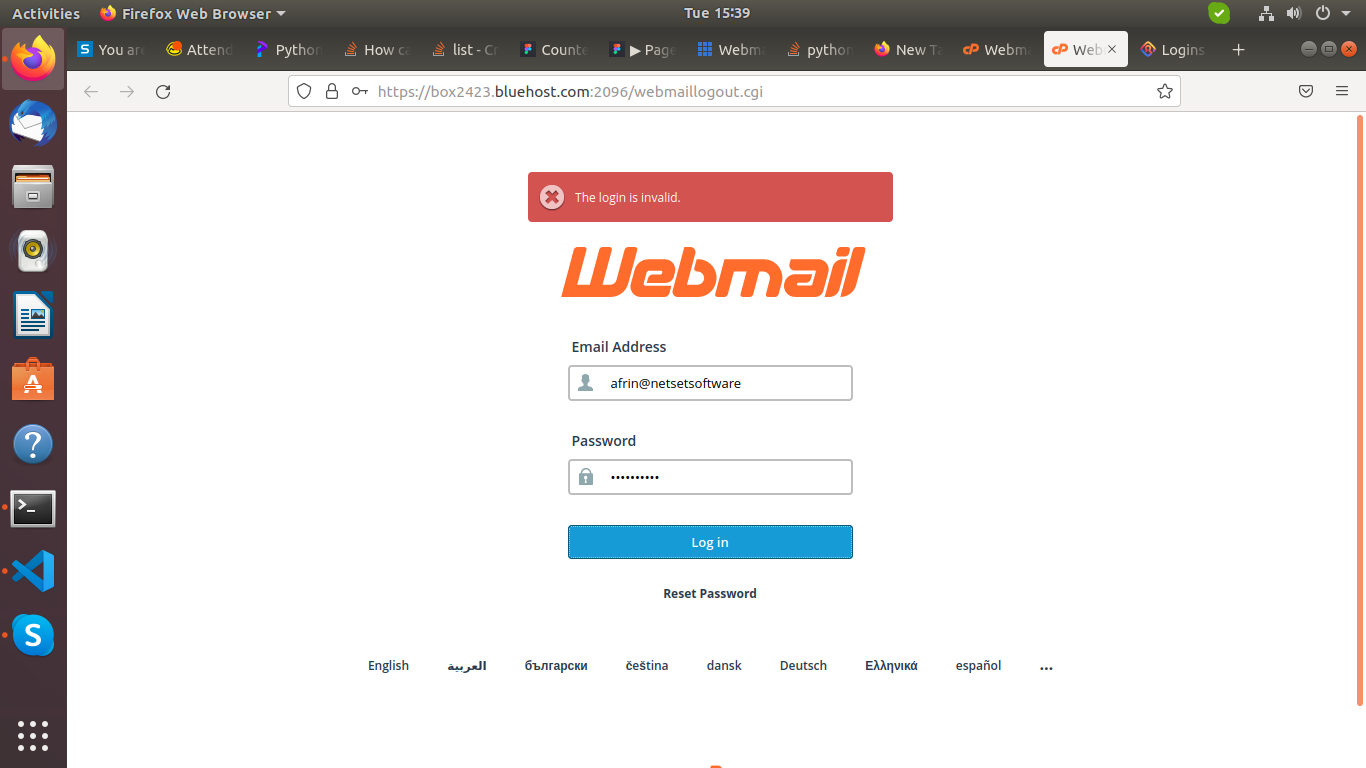 Activities Firefox Web Browser Tue 15:39
You are Attend Python How ca list - Cr Counte ▶ Page Webma python New Ta Webma Web Logins
https://box2423.bluehost.com:2096/webmaillogout.cgi
The login is invalid.
Webmail
Email Address
afrin@netsetsoftware
Password
••••••••••
Log in
Reset Password
English العربية български čeština dansk Deutsch Ελληνικά español ...